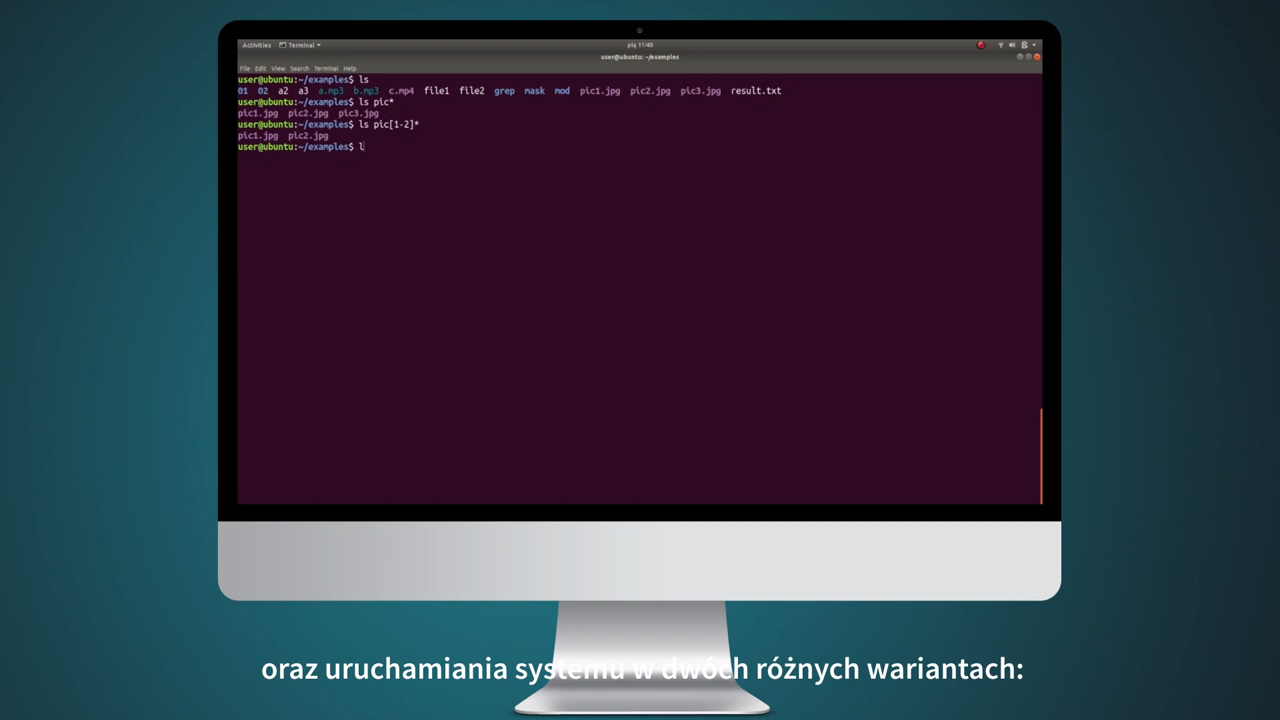 Activities Terminal pią 11:40
user@ubuntu: ~/examples
File Edit View Search Terminal Help
user@ubuntu:~/examples$ ls
01 02 a2 a3 a.mp3 b.mp3 c.mp4 file1 file2 grep mask mod pic1.jpg pic2.jpg pic3.jpg result.txt
user@ubuntu:~/examples$ ls pic*
pic1.jpg pic2.jpg pic3.jpg
user@ubuntu:~/examples$ ls pic[1-2]*
pic1.jpg pic2.jpg
user@ubuntu:~/examples$ l
oraz uruchamiania systemu w dwóch różnych wariantach: